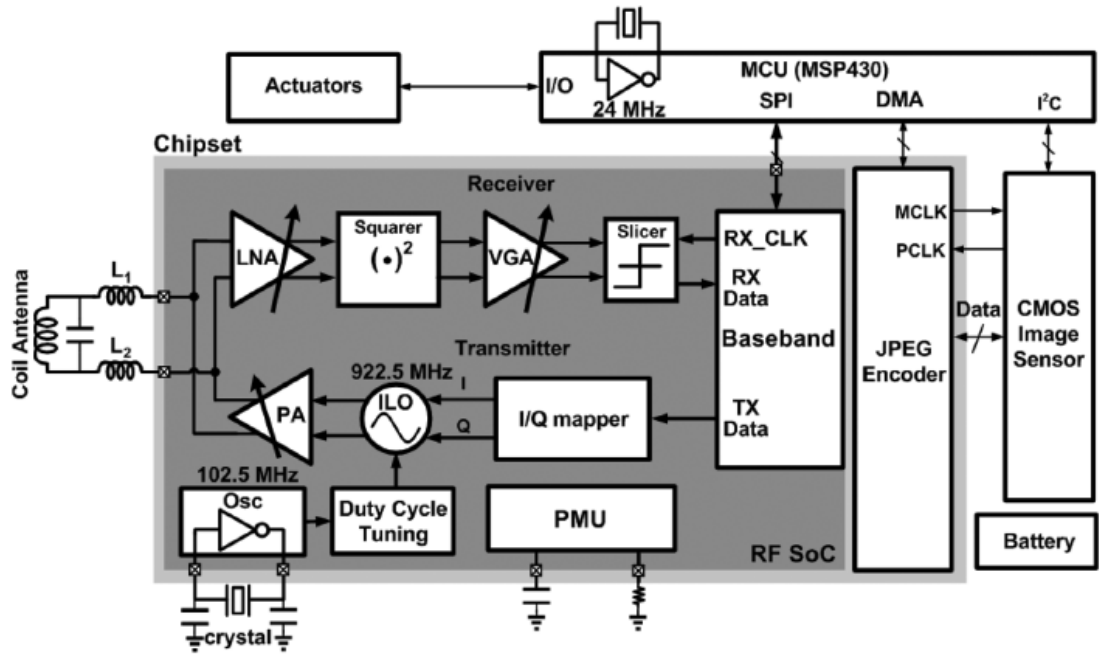 MCU (MSP430)
Actuators
I/O
24 MHz
SPI
DMA
I²C
Chipset
Receiver
LNA
Squarer
(•)²
VGA
Slicer
RX_CLK
RX
Data
Baseband
TX
Data
MCLK
PCLK
Data
JPEG
Encoder
CMOS
Image
Sensor
Coil Antenna
L₁
L₂
Transmitter
922.5 MHz
PA
ILO
I
Q
I/Q mapper
102.5 MHz
Osc
Duty Cycle
Tuning
PMU
RF SoC
Battery
crystal